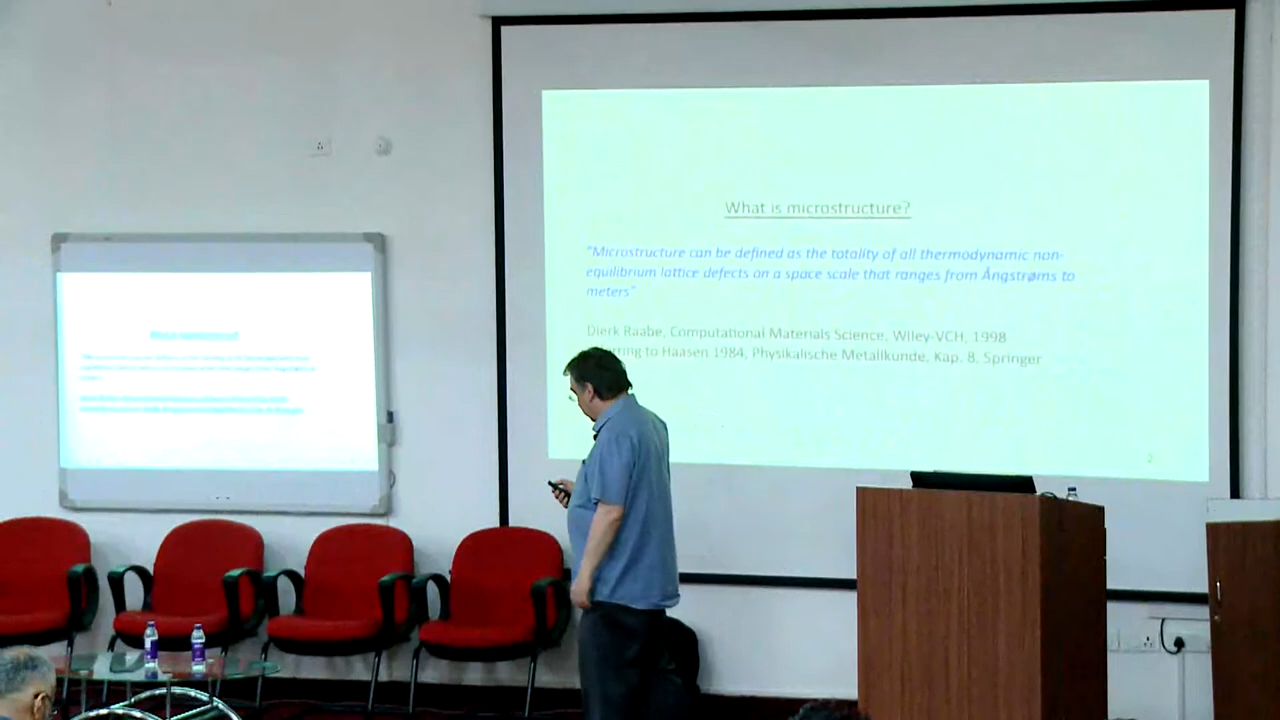 What is microstructure?
"Microstructure can be defined as the totality of all thermodynamic non-
equilibrium lattice defects on a space scale that ranges from Ångstrøms to
meters"
Dierk Raabe, Computational Materials Science, Wiley-VCH, 1998
to Haasen 1984, Physikalische Metallkunde, Kap. 8, Springer
2